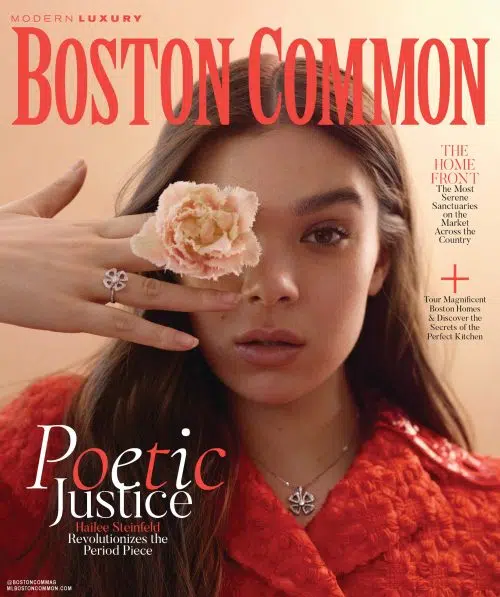 MODERN LUXURY
BOSTON COMMON
THE
HOME
FRONT
The Most
Serene
Sanctuaries
on the
Market
Across the
Country
+
Tour Magnificent
Boston Homes
& Discover the
Secrets of the
Perfect Kitchen
Poetic
Justice
Hailee Steinfeld
Revolutionizes the
Period Piece
@BOSTONCOMMAG
MLBOSTONCOMMON.COM